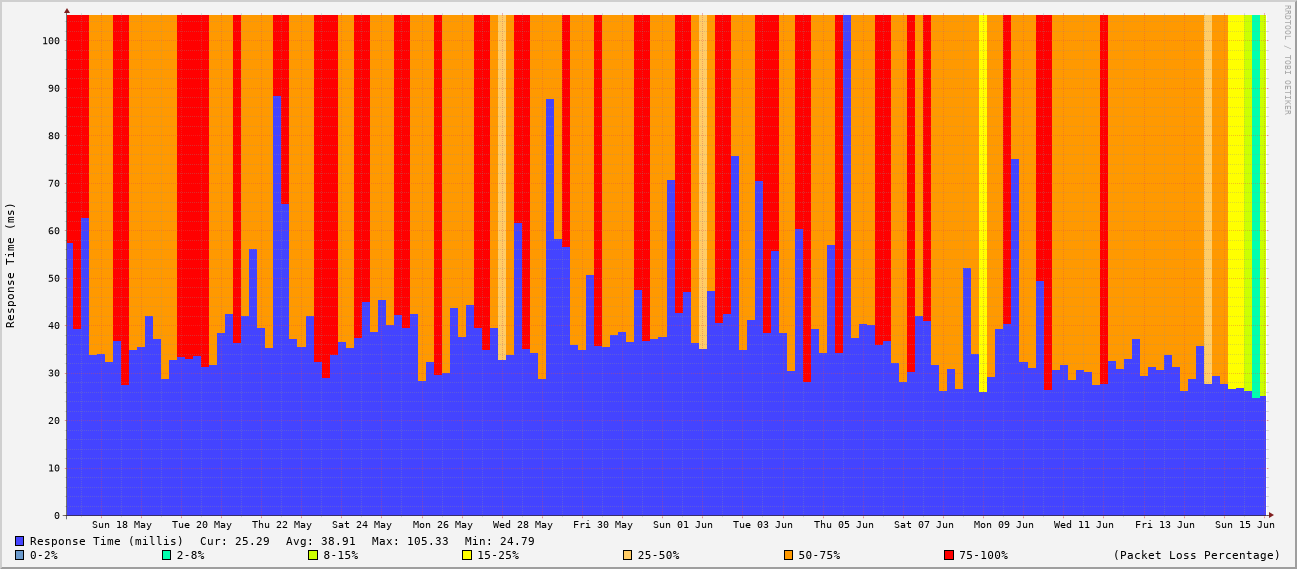 RRDTOOL / TOBI OETIKER
Response Time (ms)
100
90
80
70
60
50
40
30
20
10
0
Sun 18 May Tue 20 May Thu 22 May Sat 24 May Mon 26 May Wed 28 May Fri 30 May Sun 01 Jun Tue 03 Jun Thu 05 Jun Sat 07 Jun Mon 09 Jun Wed 11 Jun Fri 13 Jun Sun 15 Jun
Response Time (millis) Cur: 25.29 Avg: 38.91 Max: 105.33 Min: 24.79
0-2% 2-8% 8-15% 15-25% 25-50% 50-75% 75-100% (Packet Loss Percentage)